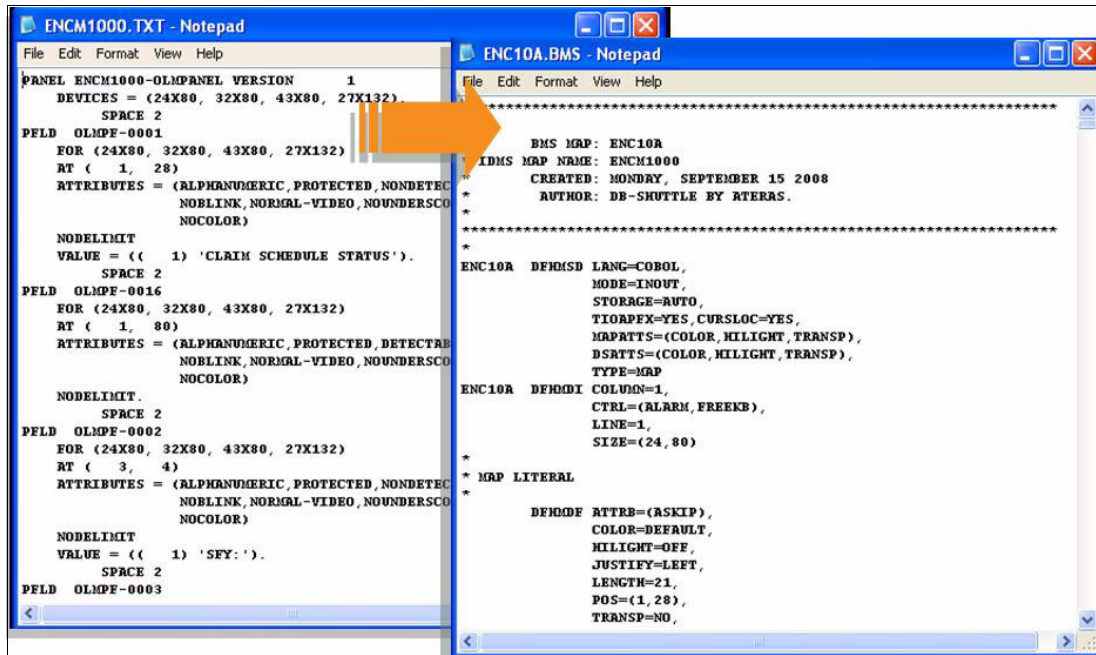 ENCM1000.TXT - Notepad
File Edit Format View Help
PANEL ENCM1000-OLMPANEL VERSION 1
DEVICES = (24X80, 32X80, 43X80, 27X132).
SPACE 2
PFLD OLMPF-0001
FOR (24X80, 32X80, 43X80, 27X132)
AT ( 1, 28)
ATTRIBUTES = (ALPHANUMERIC,PROTECTED,NONDETEC
NOBLINK,NORMAL-VIDEO,NOUNDERSCO
NOCOLOR)
NODELIMIT
VALUE = (( 1) 'CLAIM SCHEDULE STATUS').
SPACE 2
PFLD OLMPF-0016
FOR (24X80, 32X80, 43X80, 27X132)
AT ( 1, 80)
ATTRIBUTES = (ALPHANUMERIC,PROTECTED,DETECTAB
NOBLINK,NORMAL-VIDEO,NOUNDERSCO
NOCOLOR)
NODELIMIT.
SPACE 2
PFLD OLMPF-0002
FOR (24X80, 32X80, 43X80, 27X132)
AT ( 3, 4)
ATTRIBUTES = (ALPHANUMERIC,PROTECTED,NONDETEC
NOBLINK,NORMAL-VIDEO,NOUNDERSCO
NOCOLOR)
NODELIMIT
VALUE = (( 1) 'SFY:').
SPACE 2
PFLD OLMPF-0003
ENC10A.BMS - Notepad
File Edit Format View Help
***********************************************************************
BMS MAP: ENC10A
* IDMS MAP NAME: ENCM1000
* CREATED: MONDAY, SEPTEMBER 15 2008
* AUTHOR: DB-SHUTTLE BY ATERAS.
*
***********************************************************************
*
ENC10A DFHMSD LANG=COBOL,
MODE=INOUT,
STORAGE=AUTO,
TIOAPFX=YES,CURSLOC=YES,
MAPATTS=(COLOR,HILIGHT,TRANSP),
DSATTS=(COLOR,HILIGHT,TRANSP),
TYPE=MAP
ENC10A DFHMDI COLUMN=1,
CTRL=(ALARM,FREEKB),
LINE=1,
SIZE=(24,80)
*
* MAP LITERAL
*
DFHMDF ATTRB=(ASKIP),
COLOR=DEFAULT,
HILIGHT=OFF,
JUSTIFY=LEFT,
LENGTH=21,
POS=(1,28),
TRANSP=NO,